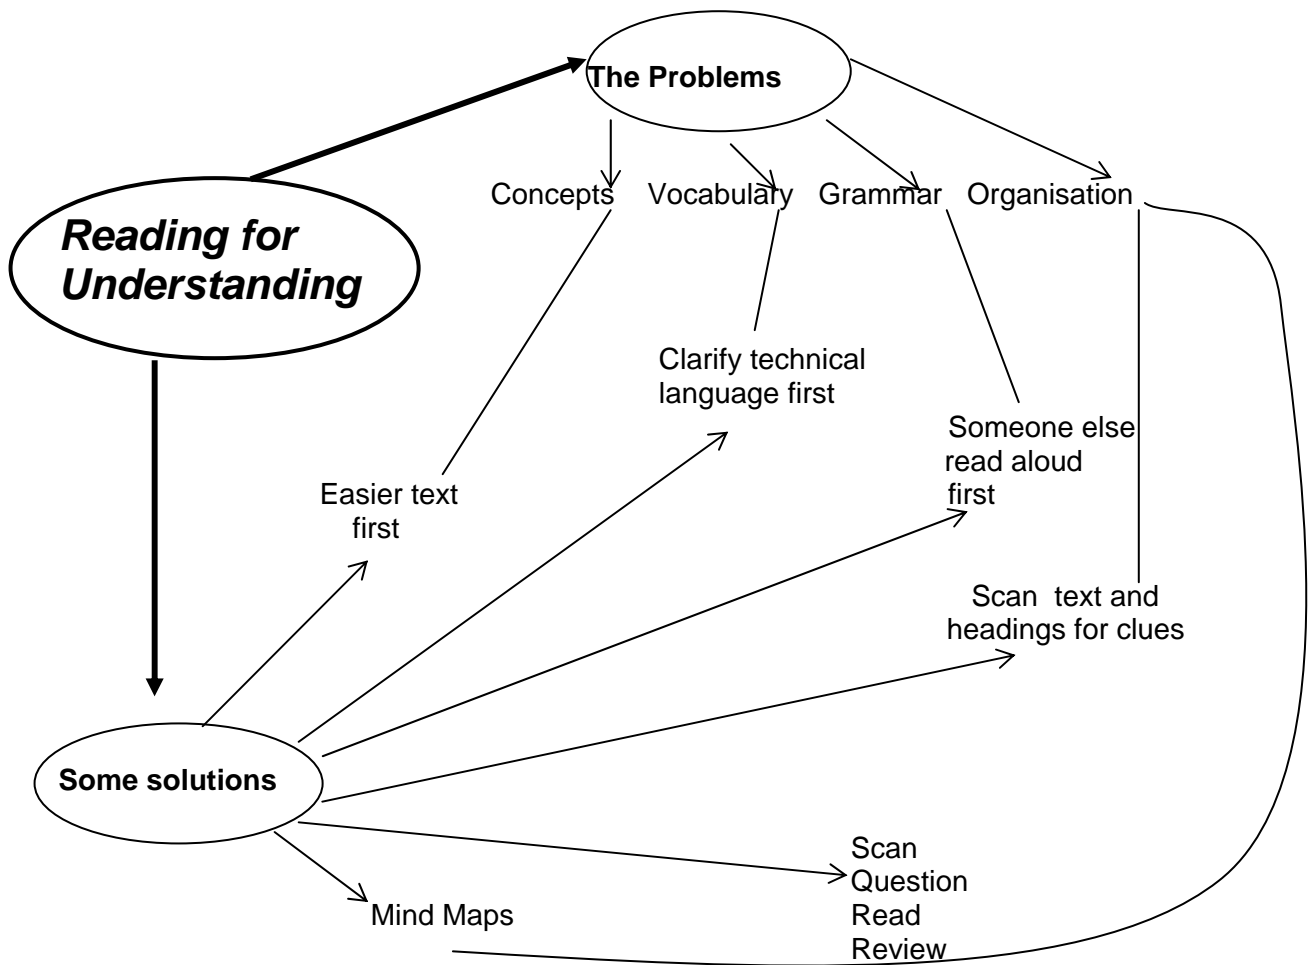 The Problems
Concepts Vocabulary Grammar Organisation
Reading for
Understanding
Clarify technical
language first
Someone else
read aloud
first
Easier text
first
Scan text and
headings for clues
Some solutions
Mind Maps
Scan
Question
Read
Review